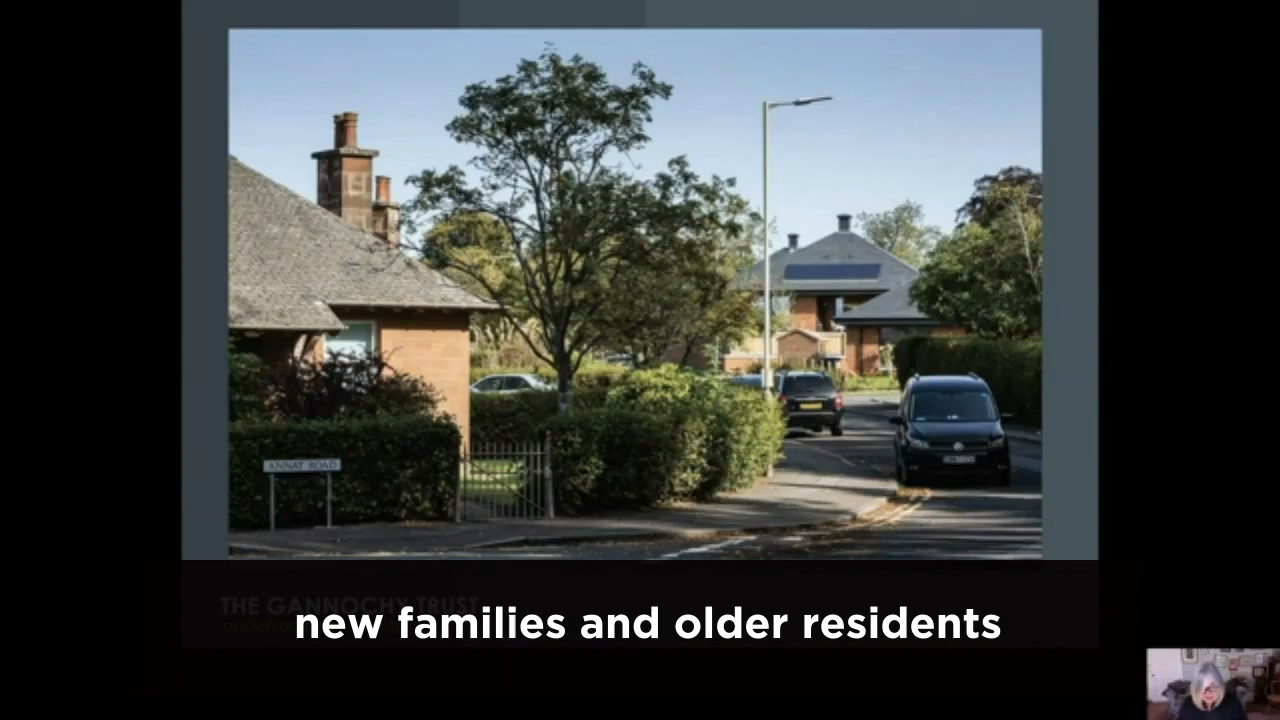 ANNAT ROAD
THE GANNOCHY TRUST
new families and older residents